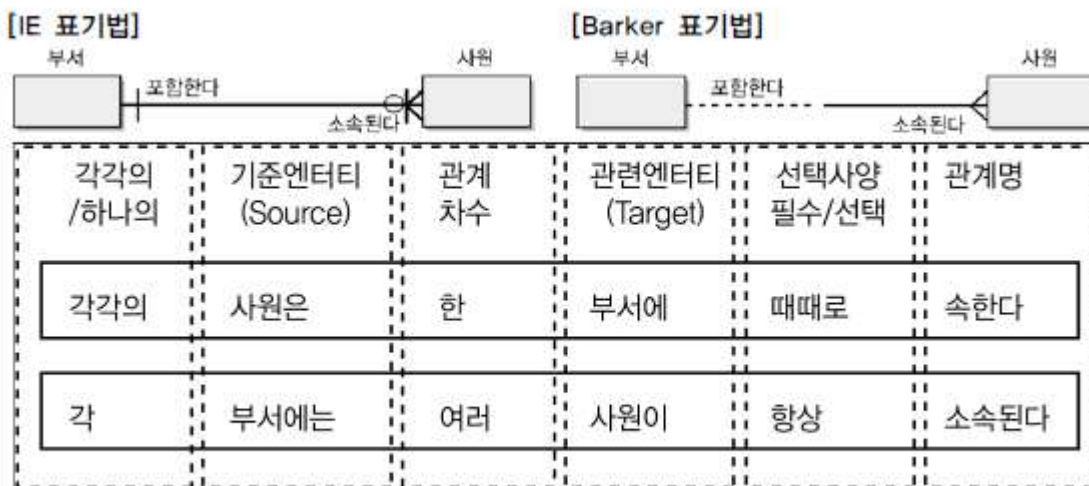 [IE 표기법]
[Barker 표기법]
부서
사원
포함한다
소속된다
부서
사원
포함한다
소속된다
각각의
/하나의
기준엔터티
(Source)
관계
차수
관련엔터티
(Target)
선택사양
필수/선택
관계명
각각의 사원은 한 부서에 때때로 속한다
각 부서에는 여러 사원이 항상 소속된다